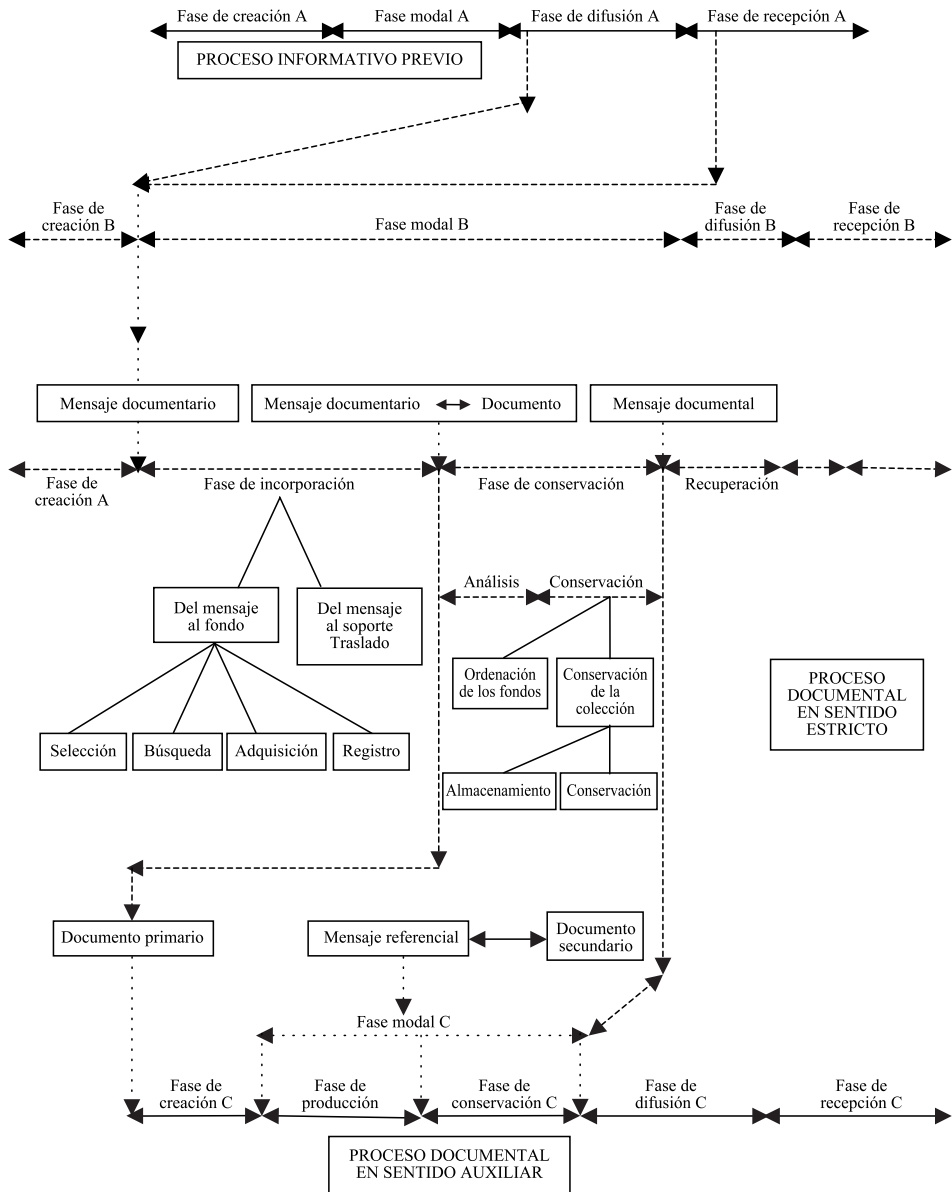 Fase de creación A
Fase modal A
Fase de difusión A
Fase de recepción A
PROCESO INFORMATIVO PREVIO
Fase de
creación B
Fase modal B
Fase de
difusión B
Fase de
recepción B
Mensaje documentario
Mensaje documentario
Documento
Mensaje documental
Fase de
creación A
Fase de incorporación
Fase de conservación
Recuperación
Análisis
Conservación
Del mensaje
al fondo
Del mensaje
al soporte
Traslado
Ordenación
de los fondos
Conservación
de la
colección
PROCESO
DOCUMENTAL
EN SENTIDO
ESTRICTO
Selección
Búsqueda
Adquisición
Registro
Almacenamiento
Conservación
Documento primario
Mensaje referencial
Documento
secundario
Fase modal C
Fase de
creación C
Fase de
producción
Fase de
conservación C
Fase de
difusión C
Fase de
recepción C
PROCESO DOCUMENTAL
EN SENTIDO AUXILIAR